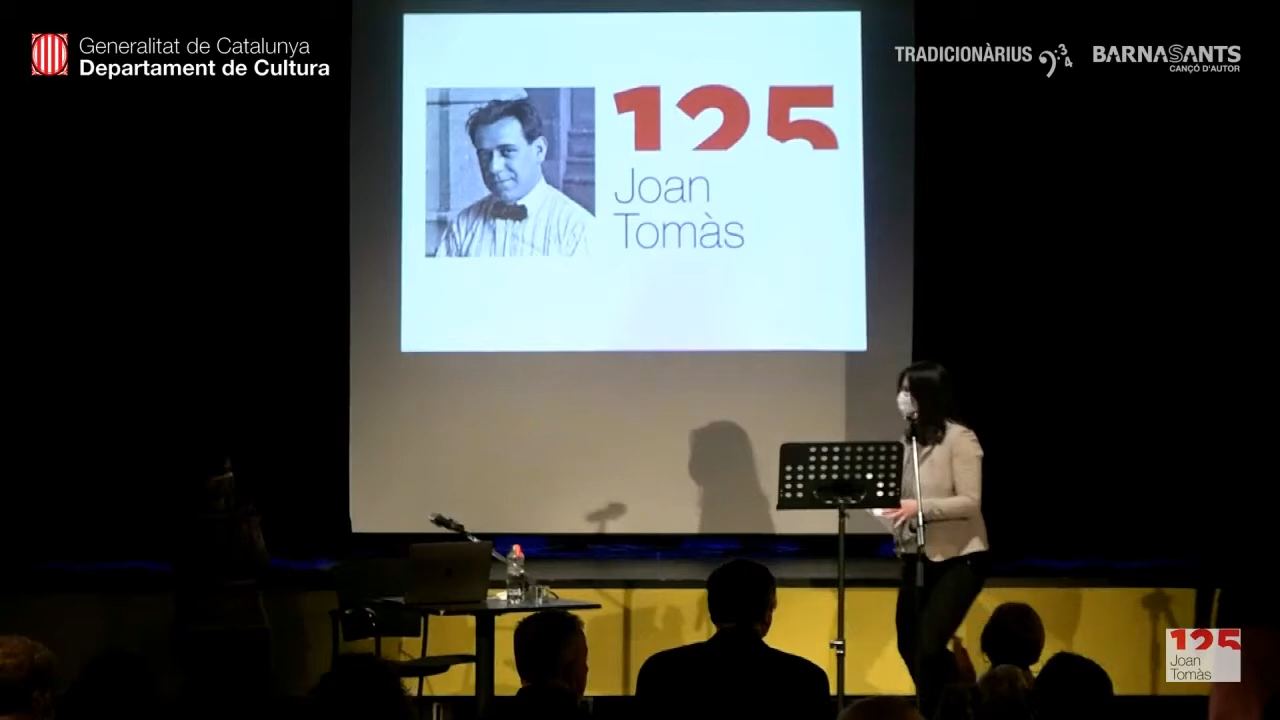 Generalitat de Catalunya
Departament de Cultura
TRADICIONÀRIUS
BARNASANTS
CANÇÓ D'AUTOR
125
Joan
Tomàs
125
Joan
Tomàs